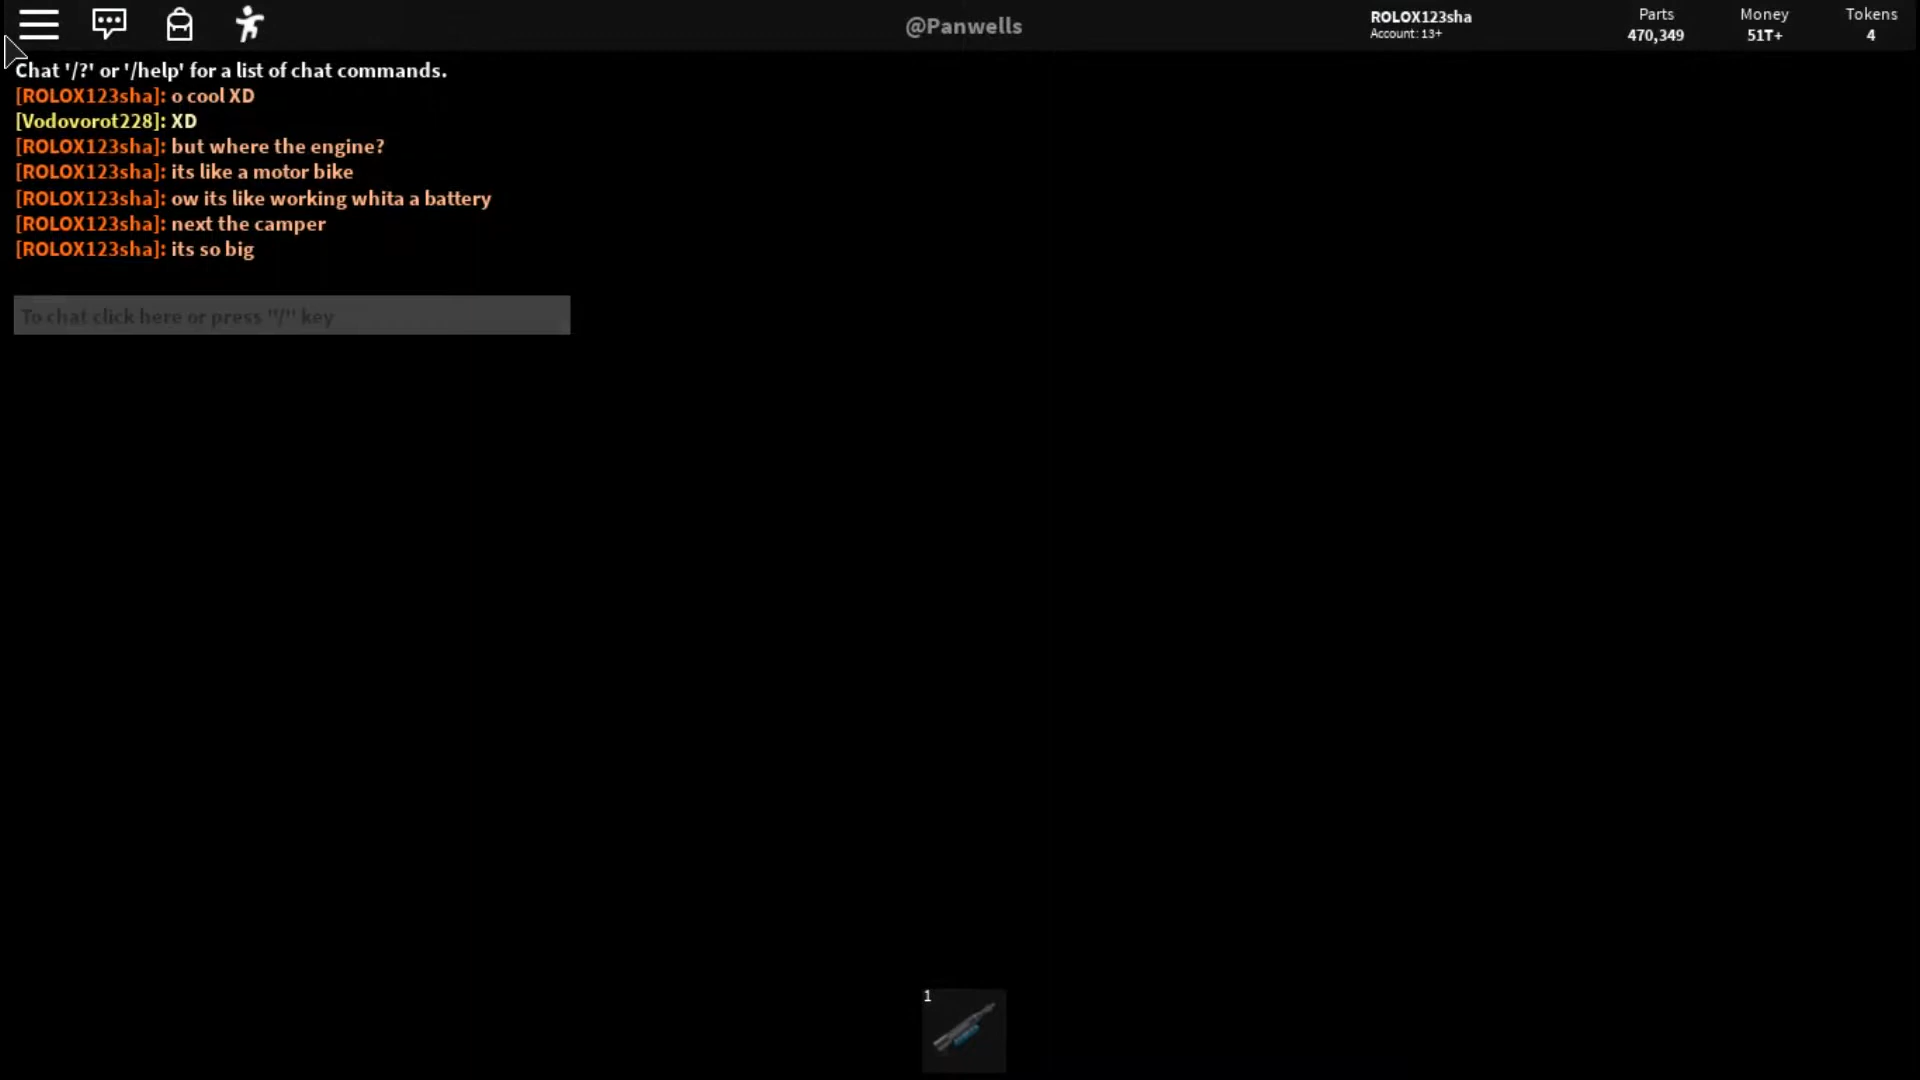 @Panwells
ROLOX123sha
Account: 13+
Parts
470,349
Money
51T+
Tokens
4
Chat '/?' or '/help' for a list of chat commands.
[ROLOX123sha]: o cool XD
[Vodovorot228]: XD
[ROLOX123sha]: but where the engine?
[ROLOX123sha]: its like a motor bike
[ROLOX123sha]: ow its like working whita a battery
[ROLOX123sha]: next the camper
[ROLOX123sha]: its so big
To chat click here or press "/" key
1